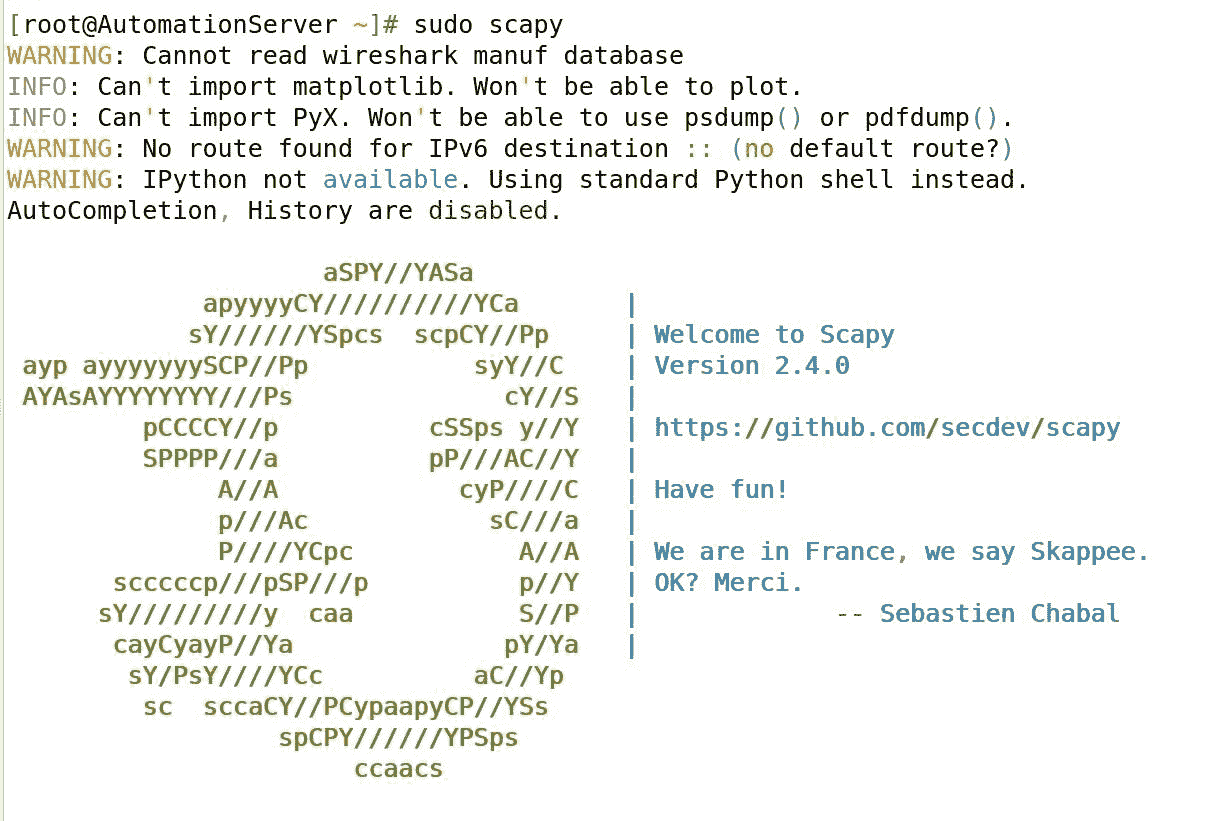 [root@AutomationServer ~]# sudo scapy
WARNING: Cannot read wireshark manuf database
INFO: Can't import matplotlib. Won't be able to plot.
INFO: Can't import PyX. Won't be able to use psdump() or pdfdump().
WARNING: No route found for IPv6 destination :: (no default route?)
WARNING: IPython not available. Using standard Python shell instead.
AutoCompletion, History are disabled.

                     aSPY//YASa
             apyyyyCY//////////YCa       |
            sY//////YSpcs  scpCY//Pp     | Welcome to Scapy
 ayp ayyyyyyySCP//Pp           syY//C    | Version 2.4.0
 AYAsAYYYYYYYY///Ps              cY//S   |
         pCCCCY//p          cSSps y//Y   | https://github.com/secdev/scapy
         SPPPP///a          pP///AC//Y   |
              A//A            cyP////C   | Have fun!
              p///Ac            sC///a   |
              P////YCpc           A//A   | We are in France, we say Skappee.
       scccccp///pSP///p          p//Y   | OK? Merci.
      sY/////////y  caa           S//P   |             -- Sebastien Chabal
       cayCyayP//Ya              pY/Ya   |
        sY/PsY////YCc          aC//Yp
         sc  sccaCY//PCypaapyCP//YSs
                  spCPY//////YPSps
                       ccaacs